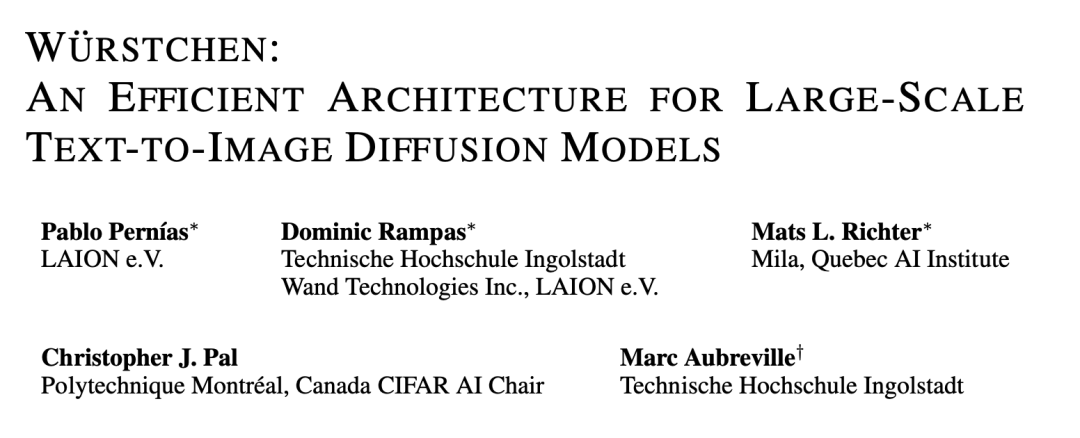 WÜRSTCHEN:
AN EFFICIENT ARCHITECTURE FOR LARGE-SCALE
TEXT-TO-IMAGE DIFFUSION MODELS
Pablo Pernías* Dominic Rampas* Mats L. Richter*
LAION e.V. Technische Hochschule Ingolstadt Mila, Quebec AI Institute
Wand Technologies Inc., LAION e.V.
Christopher J. Pal Marc Aubreville†
Polytechnique Montréal, Canada CIFAR AI Chair Technische Hochschule Ingolstadt